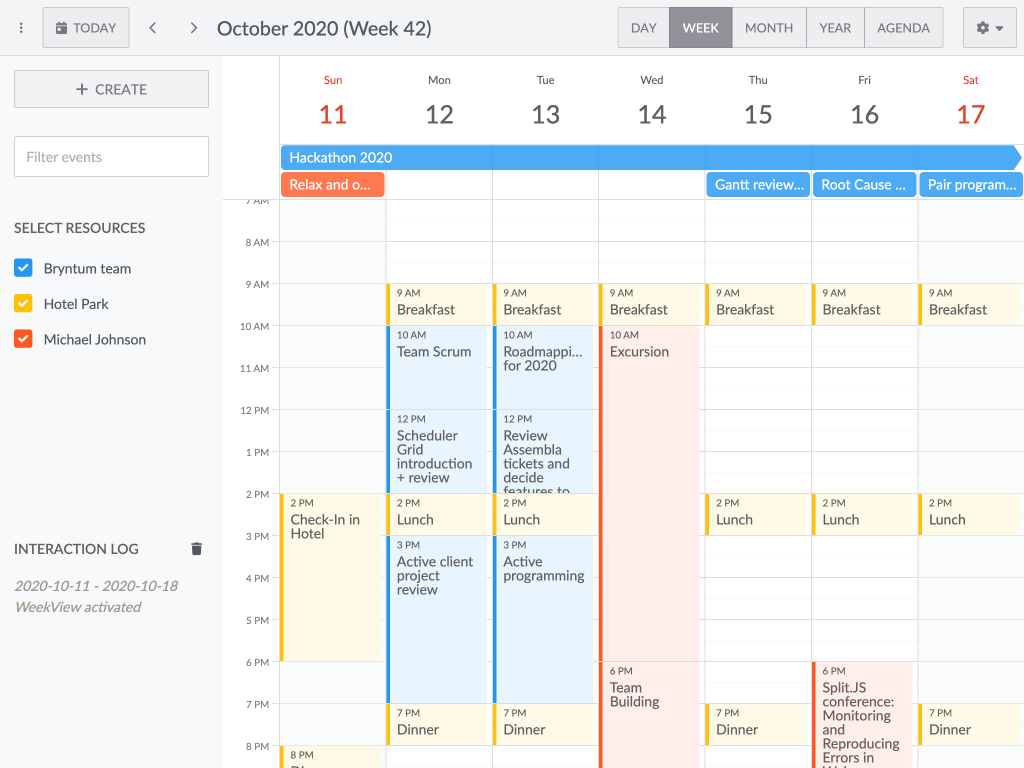 TODAY
October 2020 (Week 42)
DAY
WEEK
MONTH
YEAR
AGENDA
CREATE
Filter events
SELECT RESOURCES
Bryntum team
Hotel Park
Michael Johnson
INTERACTION LOG
2020-10-11 - 2020-10-18
WeekView activated
Sun
11
Mon
12
Tue
13
Wed
14
Thu
15
Fri
16
Sat
17
Hackathon 2020
Relax and o...
Gantt review...
Root Cause ...
Pair program...
7 AM
8 AM
9 AM
10 AM
11 AM
12 PM
1 PM
2 PM
3 PM
4 PM
5 PM
6 PM
7 PM
8 PM
2 PM
Check-In in
Hotel
8 PM
9 AM
Breakfast
10 AM
Team Scrum
12 PM
Scheduler
Grid
introduction
+ review
2 PM
Lunch
3 PM
Active client
project
review
7 PM
Dinner
9 AM
Breakfast
10 AM
Roadmappi...
for 2020
12 PM
Review
Assembla
tickets and
decide
features to
2 PM
Lunch
3 PM
Active
programming
7 PM
Dinner
9 AM
Breakfast
10 AM
Excursion
6 PM
Team
Building
9 AM
Breakfast
2 PM
Lunch
7 PM
Dinner
9 AM
Breakfast
2 PM
Lunch
6 PM
Split.JS
conference:
Monitoring
and
Reproducing
Errors in
9 AM
Breakfast
2 PM
Lunch
7 PM
Dinner